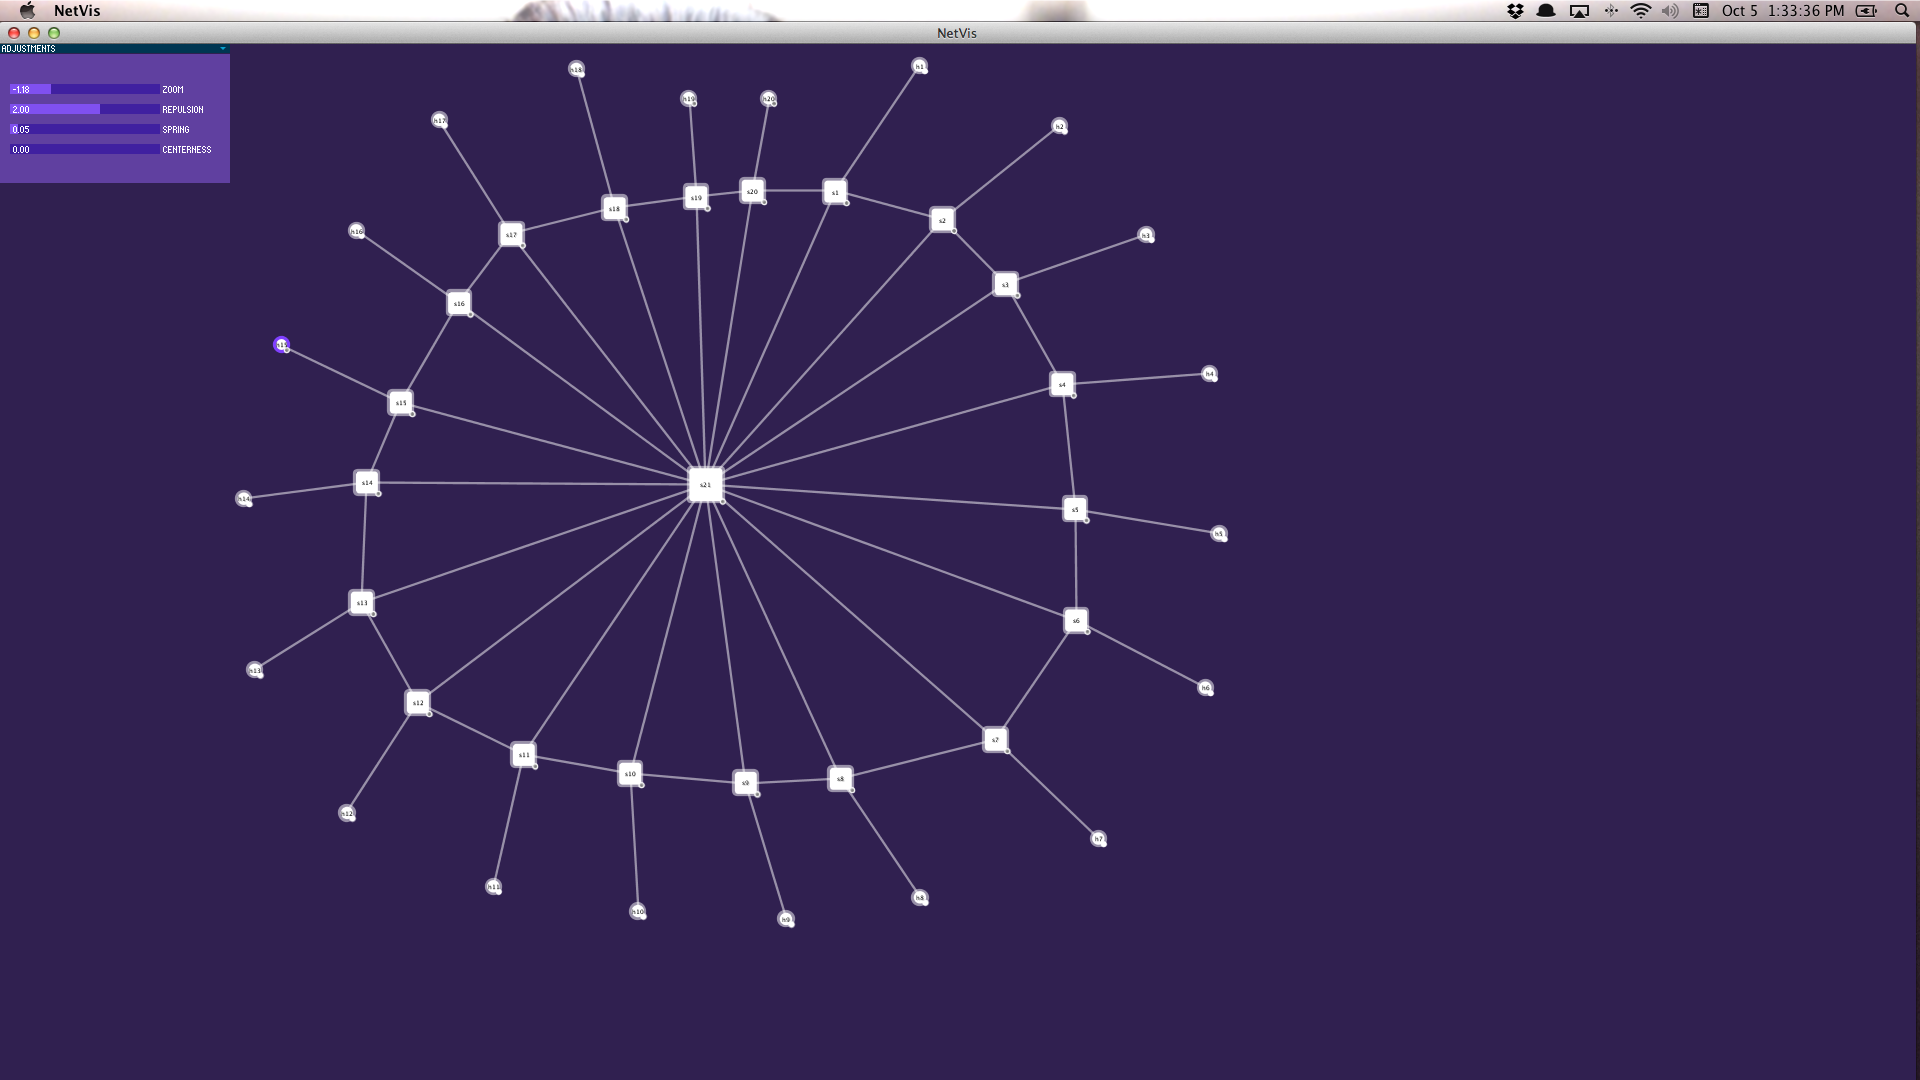 NetVis
Oct 5 1:33:36 PM
NetVis
ADJUSTMENTS
-1.18 ZOOM
2.00 REPULSION
0.05 SPRING
0.00 CENTERNESS
h1
h18
h19
h20
h17
h2
s20
s1
s19
s18
s2
h16
s17
h3
s3
s16
h15
h4
s4
s15
s14
s21
h14
s5
h5
s13
s6
h13
h6
s12
s7
s11
s10
s8
s9
h12
h7
h11
h8
h10
h9